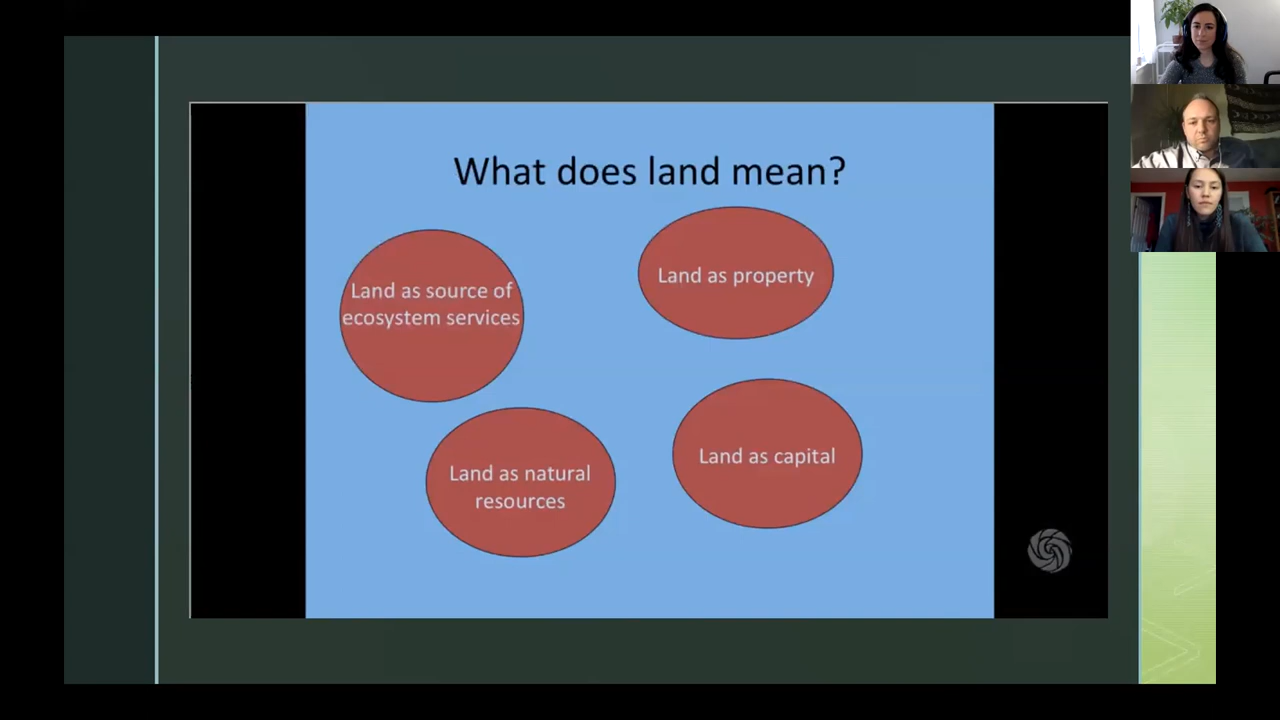 What does land mean?
Land as source of
ecosystem services
Land as property
Land as natural
resources
Land as capital